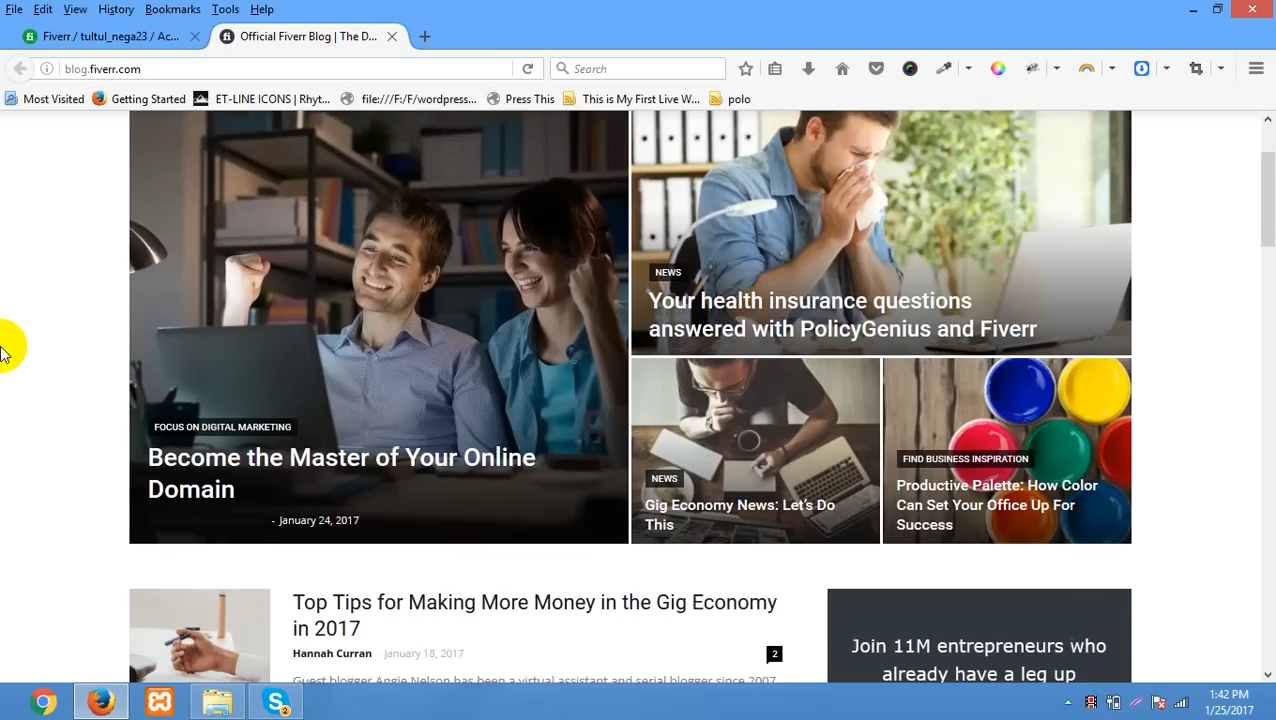 File Edit View History Bookmarks Tools Help
Fiverr / tultul_nega23 / Ac...
Official Fiverr Blog | The D...
blog.fiverr.com
Search
Most Visited
Getting Started
ET-LINE ICONS | Rhyt...
file:///F:/F/wordpress...
Press This
This is My First Live W...
polo
NEWS
Your health insurance questions
answered with PolicyGenius and Fiverr
FOCUS ON DIGITAL MARKETING
Become the Master of Your Online
Domain
- January 24, 2017
NEWS
Gig Economy News: Let’s Do
This
FIND BUSINESS INSPIRATION
Productive Palette: How Color
Can Set Your Office Up For
Success
Top Tips for Making More Money in the Gig Economy
in 2017
Hannah Curran - January 18, 2017
2
Guest blogger Angie Nelson has been a virtual assistant and serial blogger since 2007
Join 11M entrepreneurs who
already have a leg up
2
1:42 PM
1/25/2017